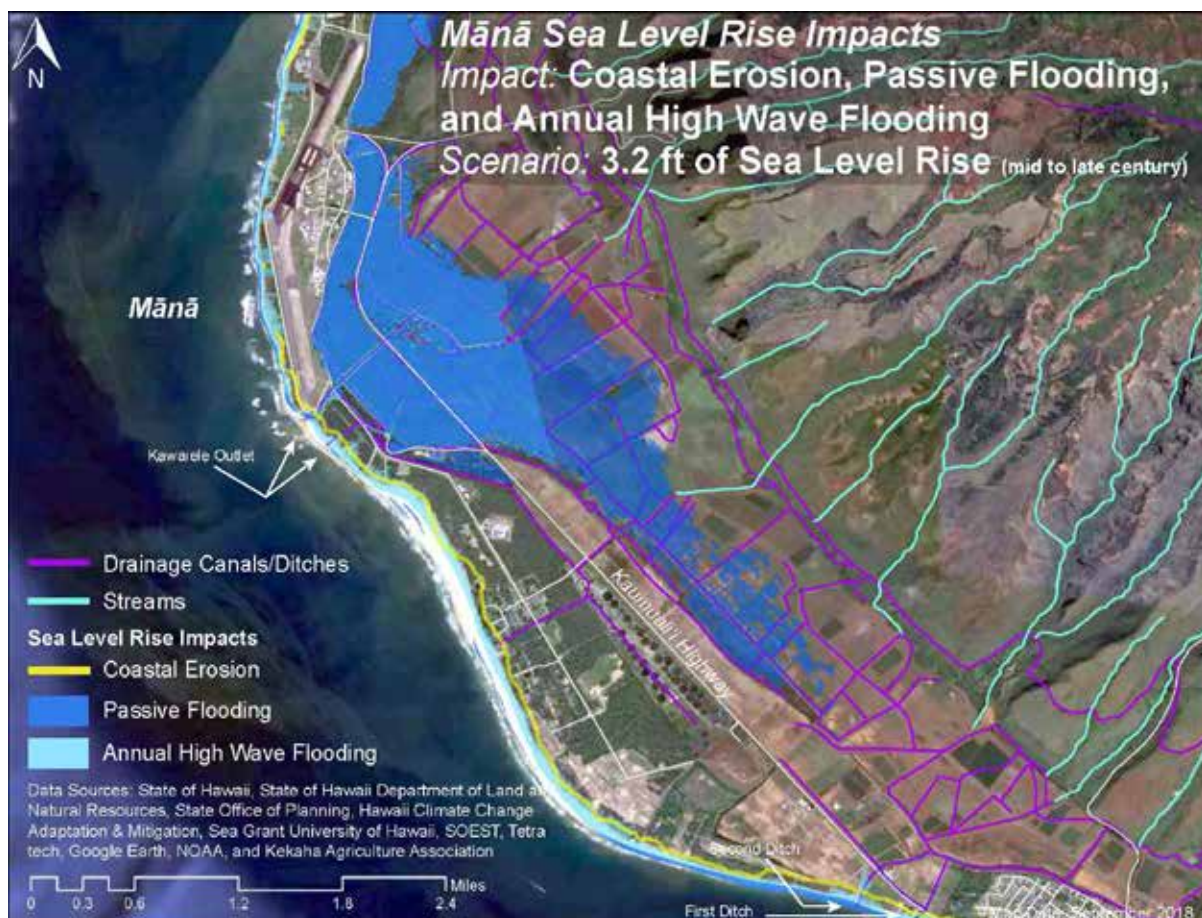 Mānā Sea Level Rise Impacts
Impact: Coastal Erosion, Passive Flooding,
and Annual High Wave Flooding
Scenario: 3.2 ft of Sea Level Rise (mid to late century)
N
Mānā
Kawaiele Outlet
Kaumualii Highway
Drainage Canals/Ditches
Streams
Sea Level Rise Impacts
Coastal Erosion
Passive Flooding
Annual High Wave Flooding
Data Sources: State of Hawaii, State of Hawaii Department of Land a
Natural Resources, State Office of Planning, Hawaii Climate Change
Adaptation & Mitigation, Sea Grant University of Hawaii, SOEST, Tetra
tech, Google Earth, NOAA, and Kekaha Agriculture Association
Miles
0 0.3 0.6 1.2 1.8 2.4
Second Ditch
First Ditch
2018